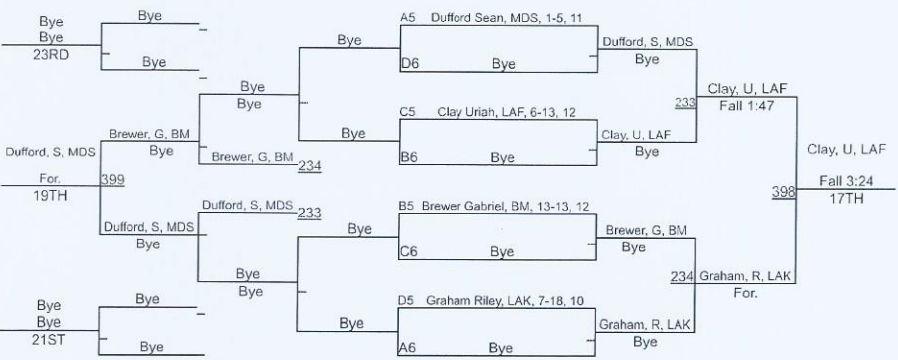 Bye
Bye
23RD
Bye
Bye
Bye
Bye
Bye
Bye
A5 Dufford Sean, MDS, 1-5, 11
D6 Bye
Dufford, S, MDS
Bye
233
Clay, U, LAF
Fall 1:47
C5 Clay Uriah, LAF, 6-13, 12
B6 Bye
Clay, U, LAF
Bye
Brewer, G, BM
Bye
Brewer, G, BM 234
Dufford, S, MDS
For.
19TH
399
Clay, U, LAF
Fall 3:24
17TH
398
Dufford, S, MDS
Bye
Dufford, S, MDS 233
Bye
Bye
Bye
Bye
B5 Brewer Gabriel, BM, 13-13, 12
C6 Bye
Brewer, G, BM
Bye
234 Graham, R, LAK
For.
D5 Graham Riley, LAK, 7-18, 10
A6 Bye
Graham, R, LAK
Bye
Bye
Bye
21ST
Bye
Bye